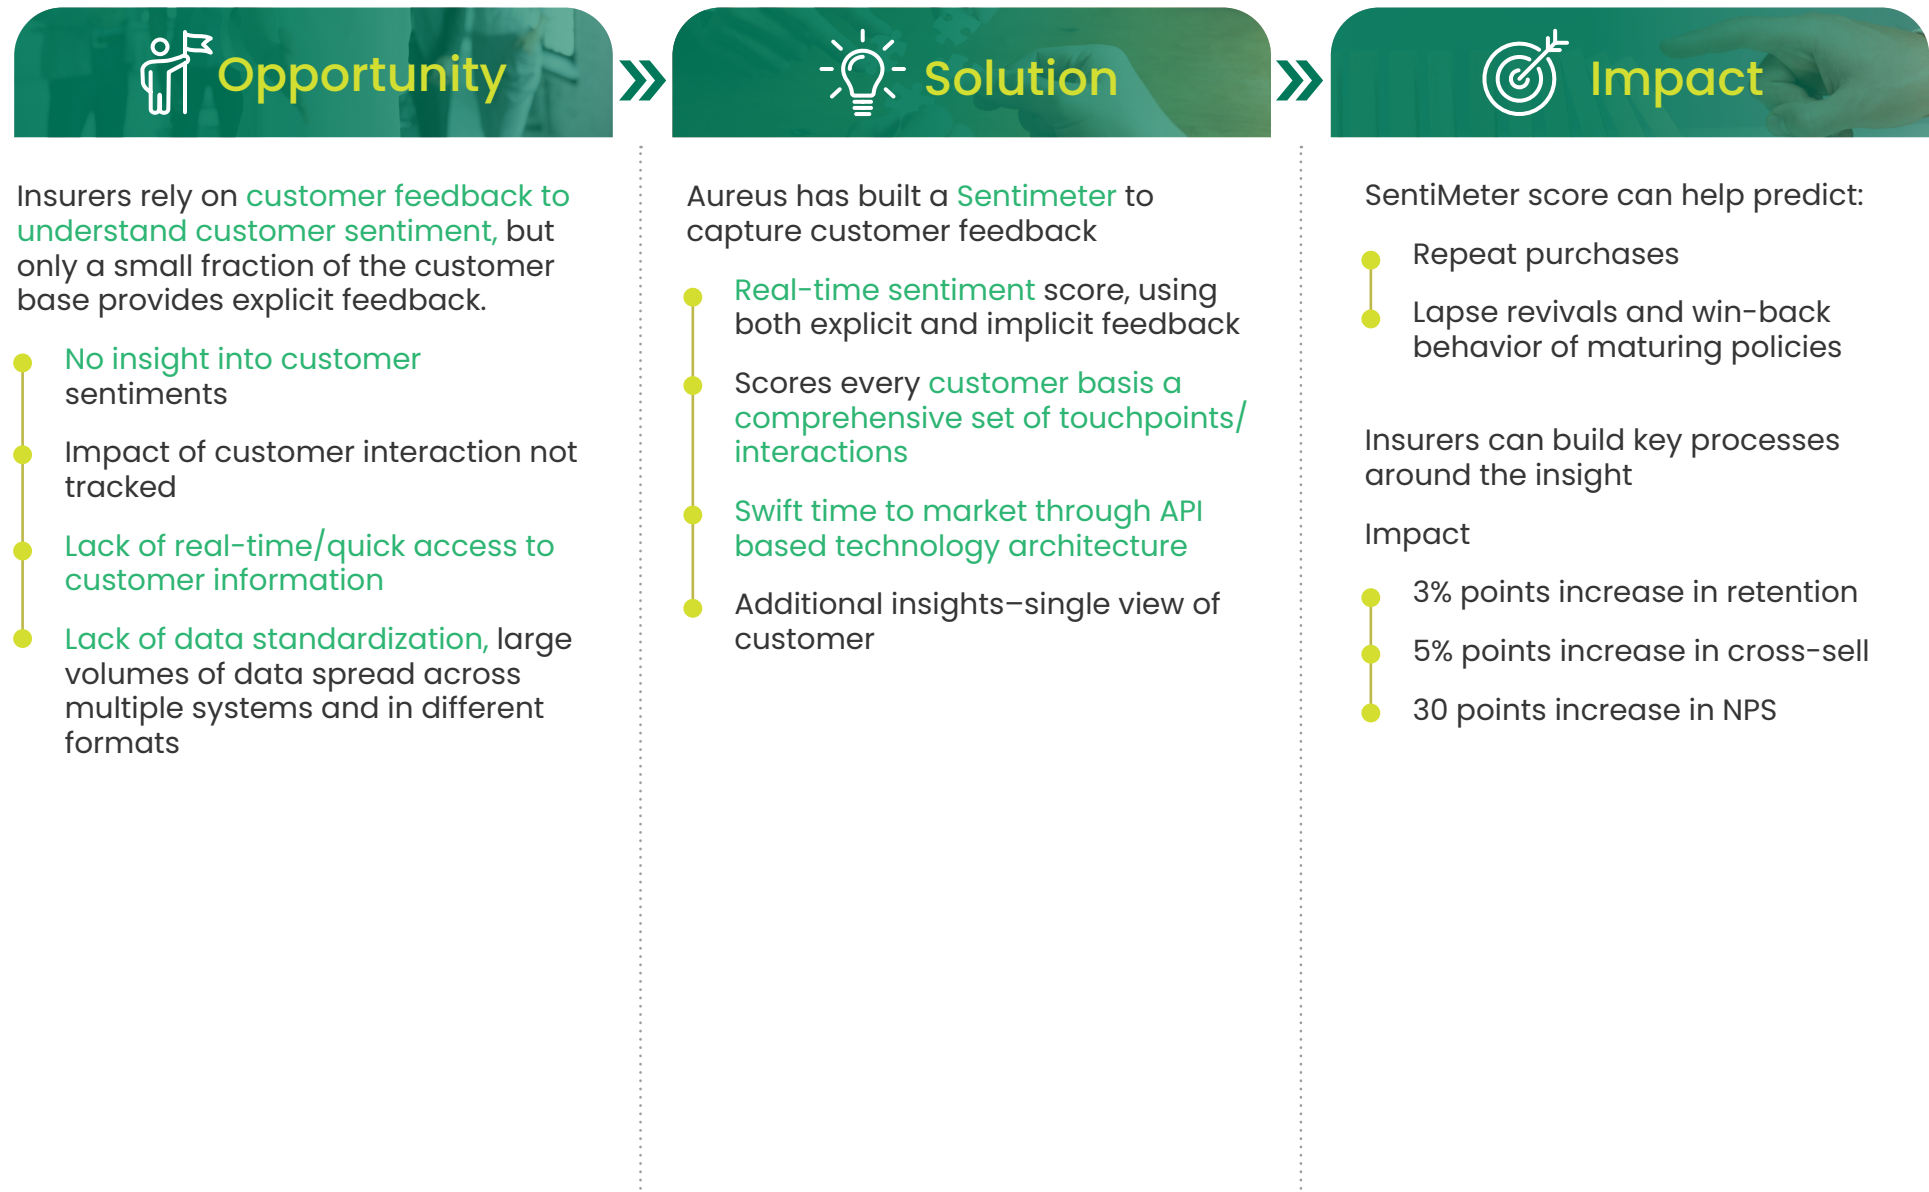 Opportunity
Insurers rely on customer feedback to
understand customer sentiment, but
only a small fraction of the customer
base provides explicit feedback.
No insight into customer
sentiments
Impact of customer interaction not
tracked
Lack of real-time/quick access to
customer information
Lack of data standardization, large
volumes of data spread across
multiple systems and in different
formats
Solution
Aureus has built a Sentimeter to
capture customer feedback
Real-time sentiment score, using
both explicit and implicit feedback
Scores every customer basis a
comprehensive set of touchpoints/
interactions
Swift time to market through API
based technology architecture
Additional insights–single view of
customer
Impact
SentiMeter score can help predict:
Repeat purchases
Lapse revivals and win-back
behavior of maturing policies
Insurers can build key processes
around the insight
Impact
3% points increase in retention
5% points increase in cross-sell
30 points increase in NPS